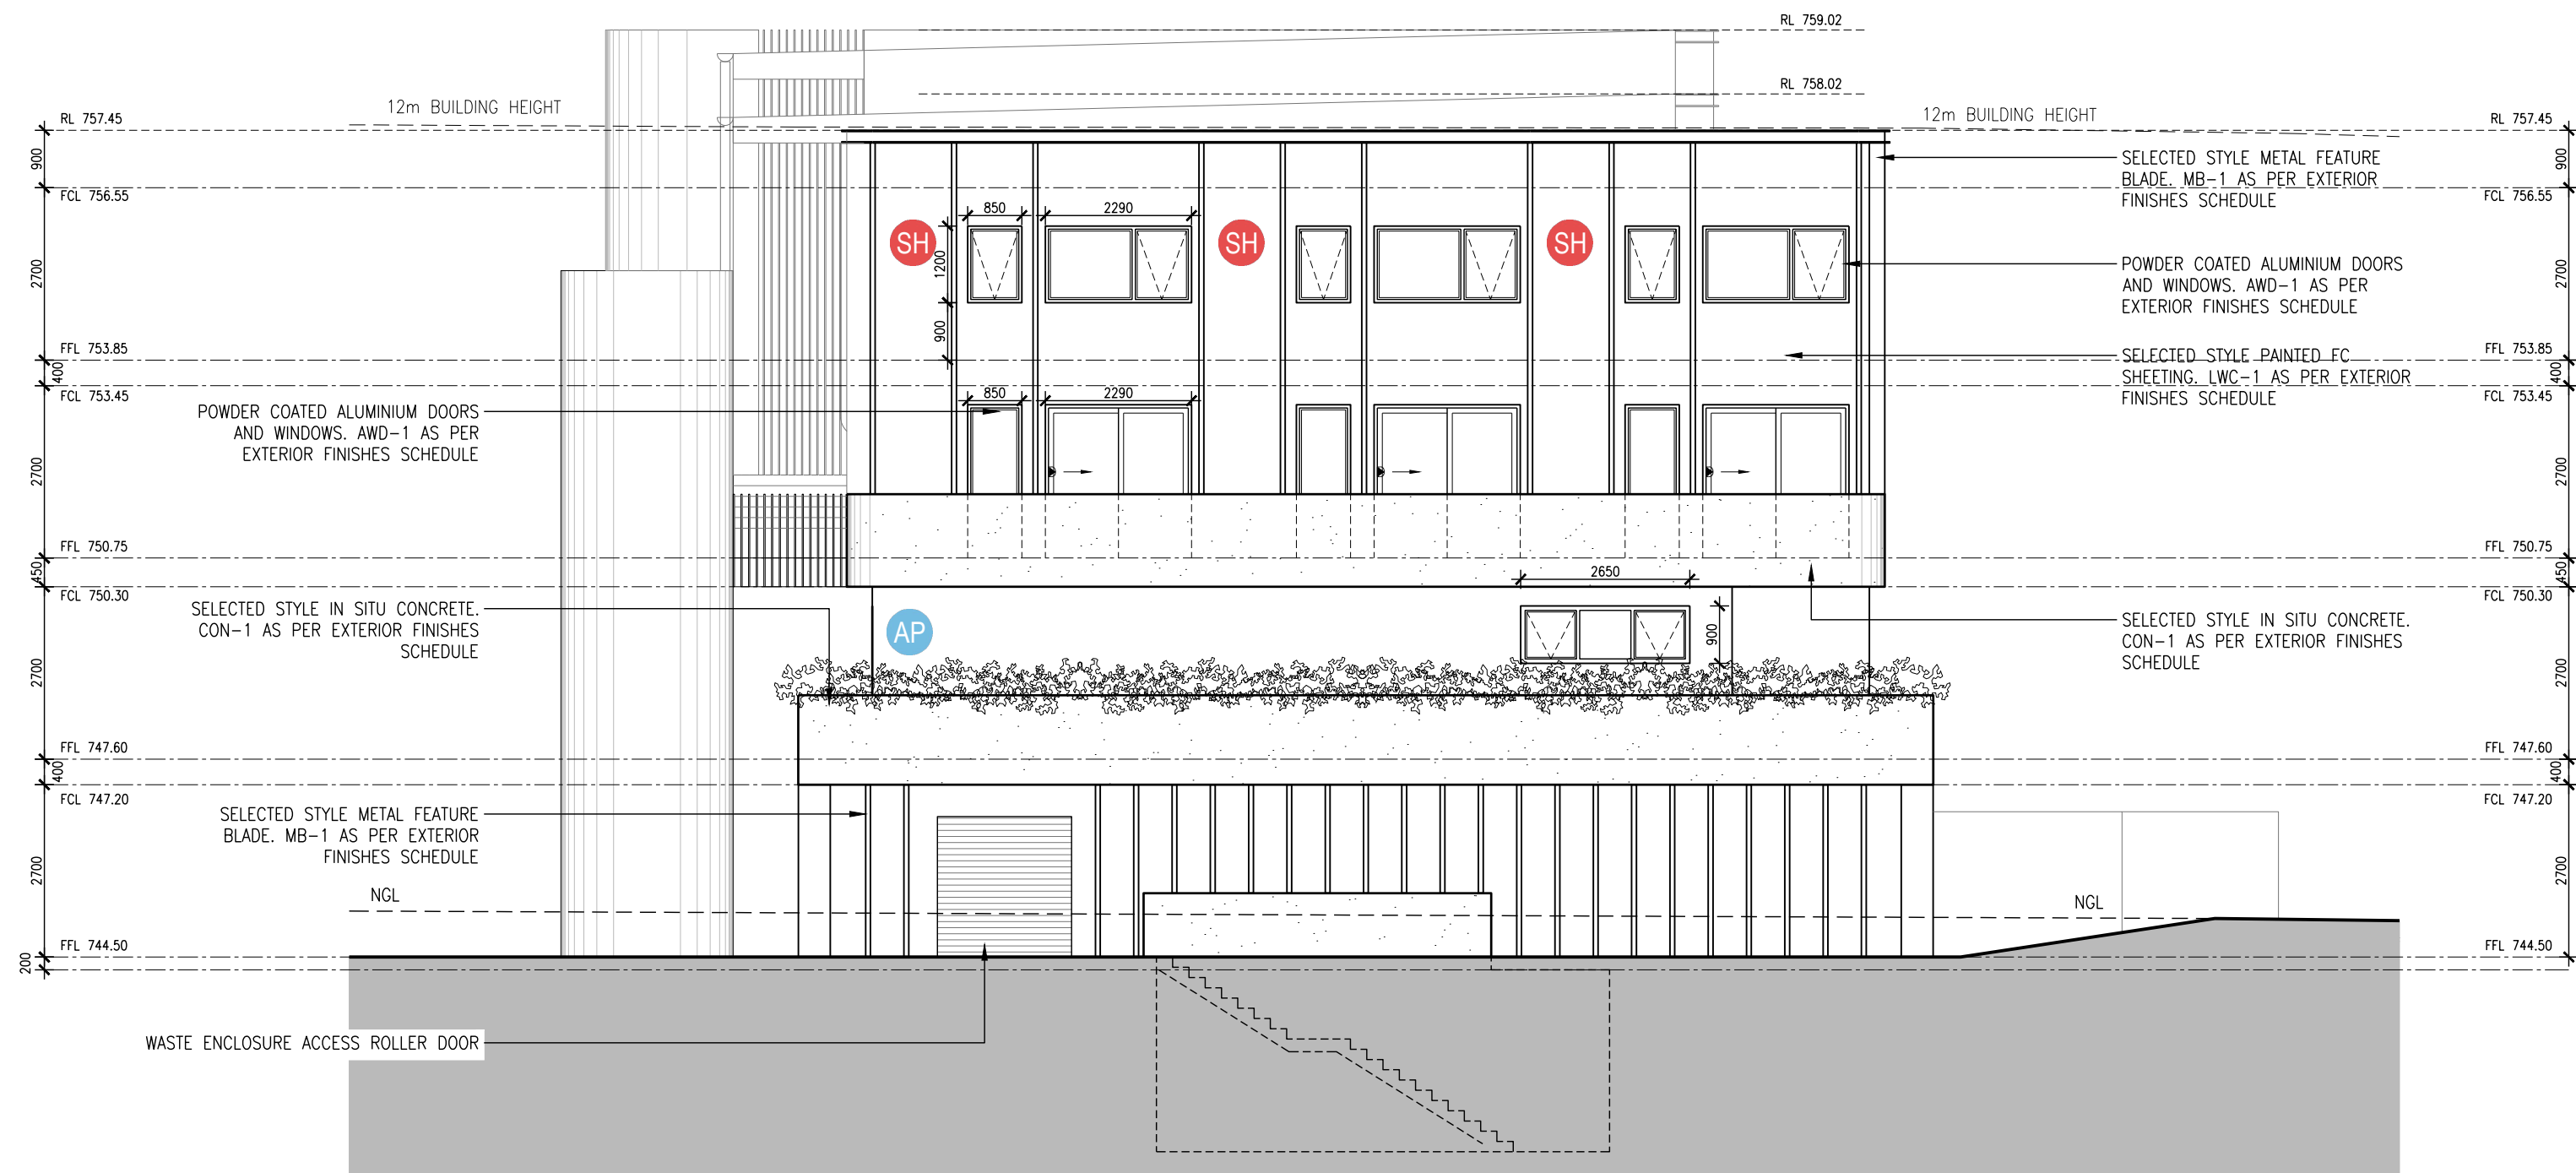 RL 759.02
RL 758.02
12m BUILDING HEIGHT
12m BUILDING HEIGHT
RL 757.45
RL 757.45
900
900
FCL 756.55
FCL 756.55
SELECTED STYLE METAL FEATURE
BLADE. MB-1 AS PER EXTERIOR
FINISHES SCHEDULE
850
2290
SH
SH
SH
1200
900
2700
2700
POWDER COATED ALUMINIUM DOORS
AND WINDOWS. AWD-1 AS PER
EXTERIOR FINISHES SCHEDULE
FFL 753.85
FFL 753.85
400
400
SELECTED STYLE PAINTED FC
SHEETING. LWC-1 AS PER EXTERIOR
FINISHES SCHEDULE
FCL 753.45
FCL 753.45
850
2290
POWDER COATED ALUMINIUM DOORS
AND WINDOWS. AWD-1 AS PER
EXTERIOR FINISHES SCHEDULE
2700
2700
FFL 750.75
FFL 750.75
450
450
2650
FCL 750.30
FCL 750.30
SELECTED STYLE IN SITU CONCRETE.
CON-1 AS PER EXTERIOR FINISHES
SCHEDULE
AP
900
SELECTED STYLE IN SITU CONCRETE.
CON-1 AS PER EXTERIOR FINISHES
SCHEDULE
2700
2700
FFL 747.60
FFL 747.60
400
400
FCL 747.20
FCL 747.20
SELECTED STYLE METAL FEATURE
BLADE. MB-1 AS PER EXTERIOR
FINISHES SCHEDULE
2700
2700
NGL
NGL
FFL 744.50
FFL 744.50
200
WASTE ENCLOSURE ACCESS ROLLER DOOR